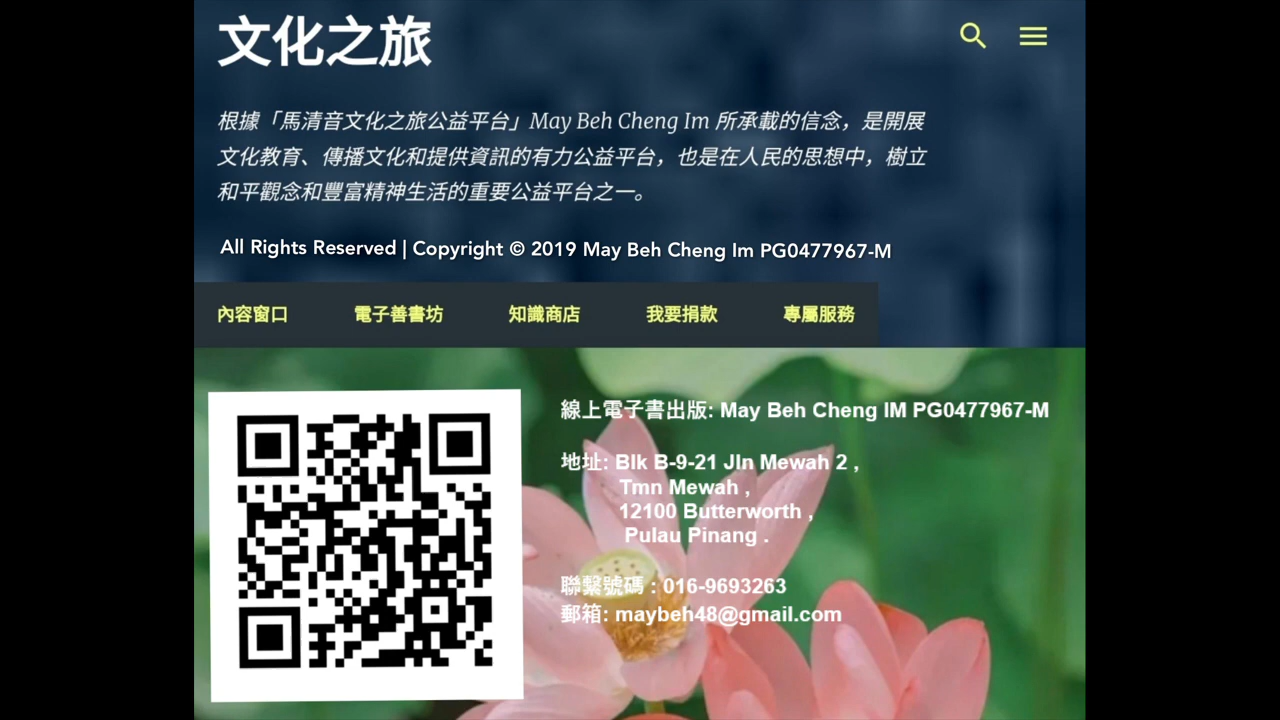 文化之旅
根據「馬清音文化之旅公益平台」May Beh Cheng Im 所承載的信念，是開展
文化教育、傳播文化和提供資訊的有力公益平台，也是在人民的思想中，樹立
和平觀念和豐富精神生活的重要公益平台之一。
All Rights Reserved | Copyright © 2019 May Beh Cheng Im PG0477967-M
內容窗口 電子善書坊 知識商店 我要捐款 專屬服務
線上電子書出版: May Beh Cheng IM PG0477967-M
地址: Blk B-9-21 Jln Mewah 2 ,
Tmn Mewah ,
12100 Butterworth ,
Pulau Pinang .
聯繫號碼 : 016-9693263
郵箱: maybeh48@gmail.com